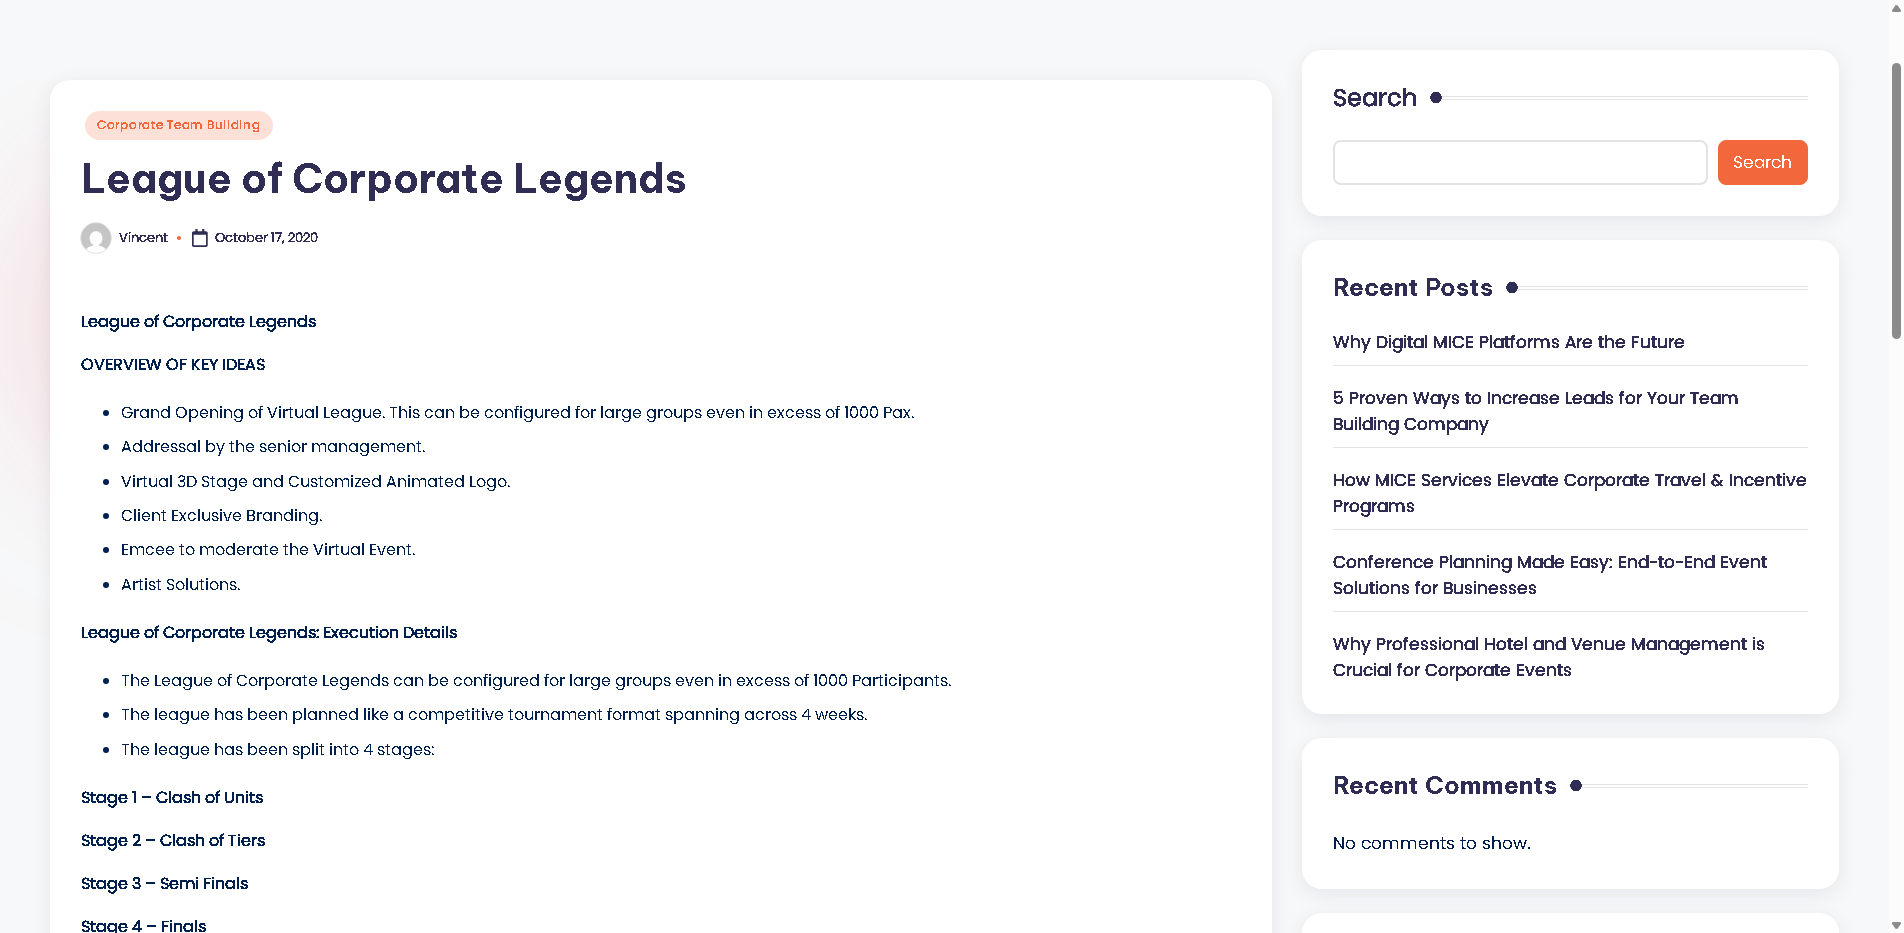 Corporate Team Building
League of Corporate Legends
Vincent • October 17, 2020
League of Corporate Legends
OVERVIEW OF KEY IDEAS
• Grand Opening of Virtual League. This can be configured for large groups even in excess of 1000 Pax.
• Addressal by the senior management.
• Virtual 3D Stage and Customized Animated Logo.
• Client Exclusive Branding.
• Emcee to moderate the Virtual Event.
• Artist Solutions.
League of Corporate Legends: Execution Details
• The League of Corporate Legends can be configured for large groups even in excess of 1000 Participants.
• The league has been planned like a competitive tournament format spanning across 4 weeks.
• The league has been split into 4 stages:
Stage 1 – Clash of Units
Stage 2 – Clash of Tiers
Stage 3 – Semi Finals
Stage 4 – Finals
Search
Search
Recent Posts
Why Digital MICE Platforms Are the Future
5 Proven Ways to Increase Leads for Your Team
Building Company
How MICE Services Elevate Corporate Travel & Incentive
Programs
Conference Planning Made Easy: End-to-End Event
Solutions for Businesses
Why Professional Hotel and Venue Management is
Crucial for Corporate Events
Recent Comments
No comments to show.